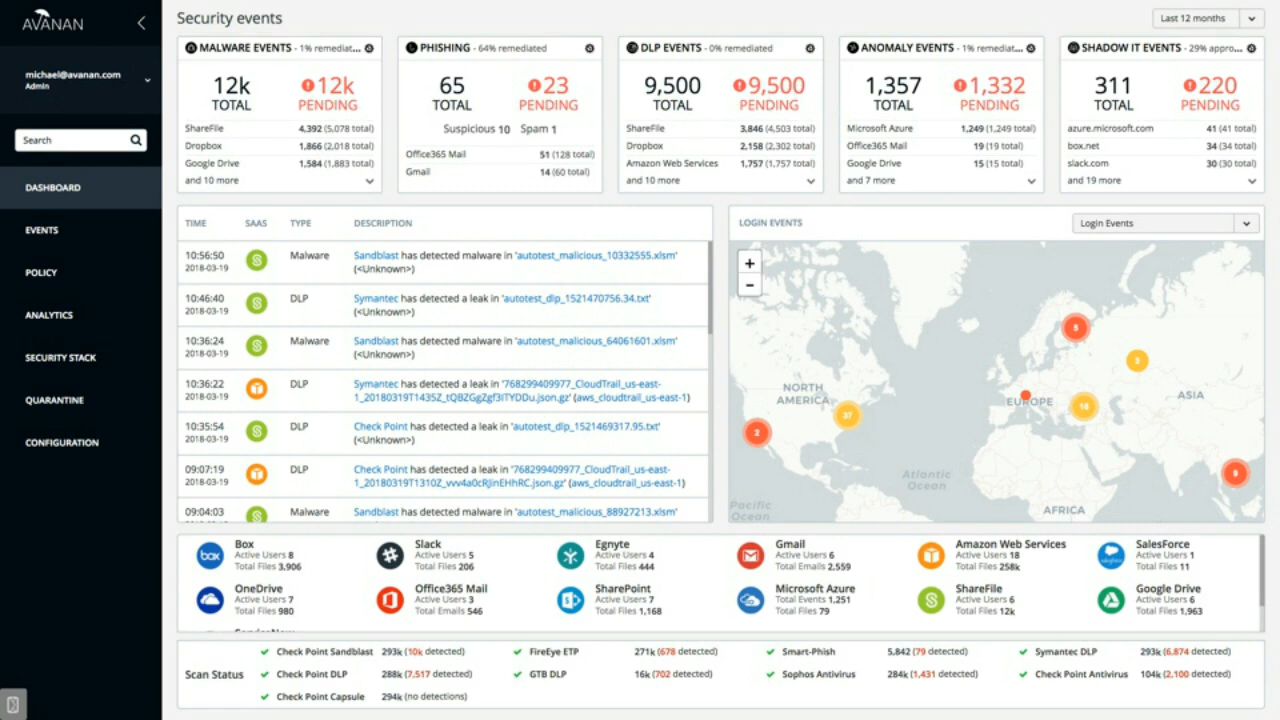 AVANAN
michael@avanan.com
Admin
Search
DASHBOARD
EVENTS
POLICY
ANALYTICS
SECURITY STACK
QUARANTINE
CONFIGURATION
Security events
Last 12 months
MALWARE EVENTS - 1% remediat...
12k
12k
TOTAL
PENDING
ShareFile 4,392 (5,078 total)
Dropbox 1,866 (2,018 total)
Google Drive 1,584 (1,883 total)
and 10 more
PHISHING - 64% remediated
65
23
TOTAL
PENDING
Suspicious 10 Spam 1
Office365 Mail 51 (128 total)
Gmail 14 (60 total)
DLP EVENTS - 0% remediated
9,500
9,500
TOTAL
PENDING
ShareFile 3,846 (4,503 total)
Dropbox 2,158 (2,302 total)
Amazon Web Services 1,757 (1,757 total)
and 10 more
ANOMALY EVENTS - 1% remediat...
1,357
1,332
TOTAL
PENDING
Microsoft Azure 1,249 (1,249 total)
Office365 Mail 19 (19 total)
Google Drive 15 (15 total)
and 7 more
SHADOW IT EVENTS - 29% appro...
311
220
TOTAL
PENDING
azure.microsoft.com 41 (41 total)
box.net 34 (34 total)
slack.com 30 (30 total)
and 19 more
TIME SAAS TYPE DESCRIPTION
10:56:50 Malware Sandblast has detected malware in 'autotest_malicious_10332555.xlsm'
2018-03-19 (<Unknown>)
10:46:40 DLP Symantec has detected a leak in 'autotest_dlp_1521470756.34.txt'
2018-03-19 (<Unknown>)
10:36:24 Malware Sandblast has detected malware in 'autotest_malicious_64061601.xlsm'
2018-03-19 (<Unknown>)
10:36:22 DLP Symantec has detected a leak in '768299409977_CloudTrail_us-east-
2018-03-19 1_20180319T1435Z_tQBZGgZgf3ITYDDu.json.gz' (aws_cloudtrail_us-east-1)
10:35:54 DLP Check Point has detected a leak in 'autotest_dlp_1521469317.95.txt'
2018-03-19 (<Unknown>)
09:07:19 DLP Check Point has detected a leak in '768299409977_CloudTrail_us-east-
2018-03-19 1_20180319T1310Z_vvv4a0cRJinEHhRC.json.gz' (aws_cloudtrail_us-east-1)
09:04:03 Malware Sandblast has detected malware in 'autotest_malicious_88927213.xlsm'
LOGIN EVENTS
Login Events
+
−
5
3
NORTH
AMERICA
EUROPE
ASIA
37
18
2
9
Atlantic
Ocean
Pacific
Ocean
AFRICA
box
Box
Active Users 8
Total Files 3,906
Slack
Active Users 5
Total Files 206
Egnyte
Active Users 4
Total Files 444
Gmail
Active Users 6
Total Emails 2,559
Amazon Web Services
Active Users 18
Total Files 258k
SalesForce
Active Users 1
Total Files 11
OneDrive
Active Users 7
Total Files 980
Office365 Mail
Active Users 3
Total Emails 546
SharePoint
Active Users 7
Total Files 1,168
Microsoft Azure
Total Events 1,251
Total Files 79
ShareFile
Active Users 6
Total Files 12k
Google Drive
Active Users 6
Total Files 1,963
ServiceNow
Scan Status
Check Point Sandblast 293k (10k detected)
FireEye ETP 271k (678 detected)
Smart-Phish 5,842 (79 detected)
Symantec DLP 293k (6,874 detected)
Check Point DLP 288k (7,517 detected)
GTB DLP 16k (702 detected)
Sophos Antivirus 284k (1,431 detected)
Check Point Antivirus 104k (2,100 detected)
Check Point Capsule 294k (no detections)